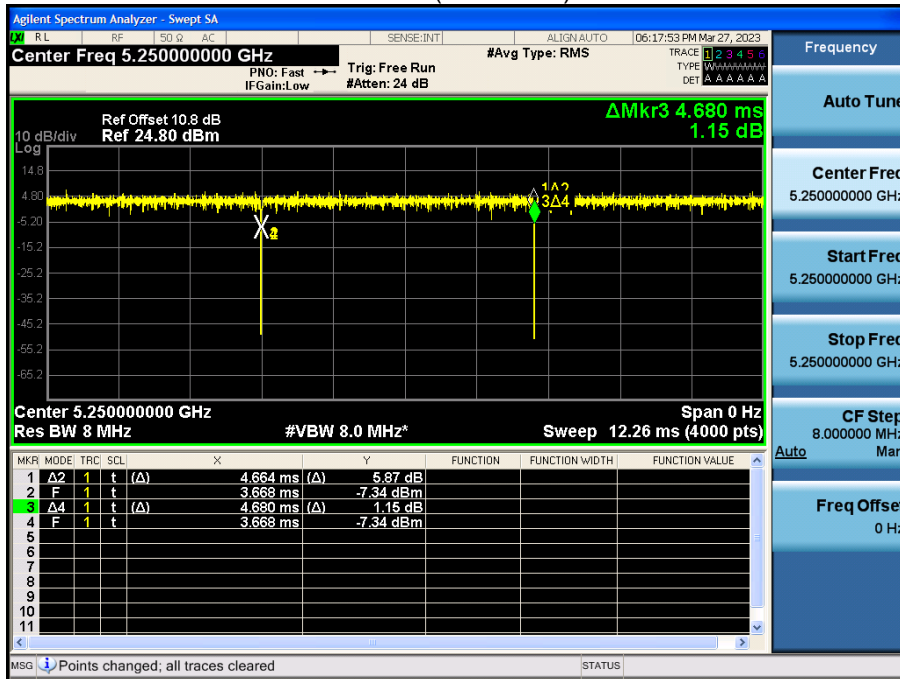 Agilent Spectrum Analyzer - Swept SA
LXI RL RF 50 Ω AC SENSE:INT ALIGN AUTO 06:17:53 PM Mar 27, 2023
Center Freq 5.250000000 GHz #Avg Type: RMS TRACE 1 2 3 4 5 6
PNO: Fast Trig: Free Run TYPE
IFGain:Low #Atten: 24 dB DET A A A A A A
ΔMkr3 4.680 ms
1.15 dB
Ref Offset 10.8 dB
10 dB/div Ref 24.80 dBm
Log
14.8
4.80
-5.20
-15.2
-25.2
-35.2
-45.2
-55.2
-65.2
3Δ4
Center 5.250000000 GHz Span 0 Hz
Res BW 8 MHz #VBW 8.0 MHz* Sweep 12.26 ms (4000 pts)
MKR MODE TRC SCL X Y FUNCTION FUNCTION WIDTH FUNCTION VALUE
1 Δ2 1 t (Δ) 4.664 ms (Δ) 5.87 dB
2 F 1 t 3.668 ms -7.34 dBm
3 Δ4 1 t (Δ) 4.680 ms (Δ) 1.15 dB
4 F 1 t 3.668 ms -7.34 dBm
5
6
7
8
9
10
11
MSG Points changed; all traces cleared STATUS
Frequency
Auto Tune
Center Freq
5.250000000 GHz
Start Freq
5.250000000 GHz
Stop Freq
5.250000000 GHz
CF Step
8.000000 MHz
Auto Man
Freq Offset
0 Hz